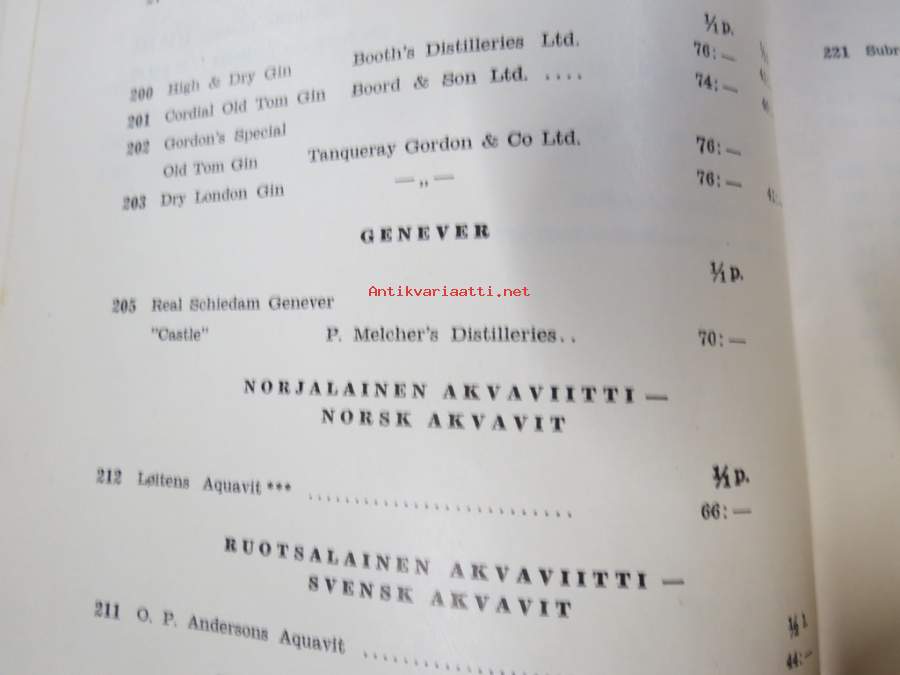 1/1 p.
200 High & Dry Gin Booth's Distilleries Ltd. 76:—
201 Cordial Old Tom Gin Boord & Son Ltd. .... 74:—
202 Gordon's Special
Old Tom Gin Tanqueray Gordon & Co Ltd. 76:—
203 Dry London Gin —„— 76:—
GENEVER
1/1 p.
Antikvariaatti.net
205 Real Schiedam Genever
"Castle" P. Melcher's Distilleries.. 70:—
NORJALAINEN AKVAVIITTI —
NORSK AKVAVIT
1/1 p.
212 Løitens Aquavit *** .............................. 66:—
RUOTSALAINEN AKVAVIITTI —
SVENSK AKVAVIT
1/2 l
211 O. P. Andersons Aquavit .................... 44:—
221